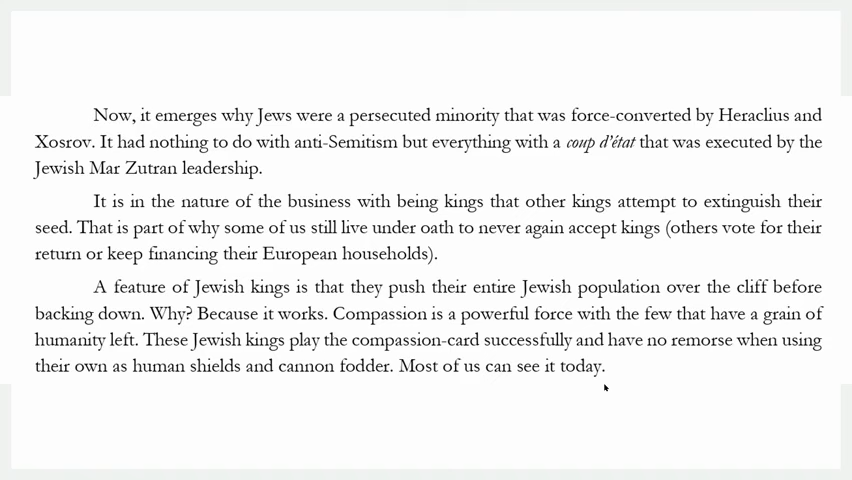 Now, it emerges why Jews were a persecuted minority that was force-converted by Heraclius and
Xosrov. It had nothing to do with anti-Semitism but everything with a coup d'état that was executed by the
Jewish Mar Zutran leadership.
It is in the nature of the business with being kings that other kings attempt to extinguish their
seed. That is part of why some of us still live under oath to never again accept kings (others vote for their
return or keep financing their European households).
A feature of Jewish kings is that they push their entire Jewish population over the cliff before
backing down. Why? Because it works. Compassion is a powerful force with the few that have a grain of
humanity left. These Jewish kings play the compassion-card successfully and have no remorse when using
their own as human shields and cannon fodder. Most of us can see it today.